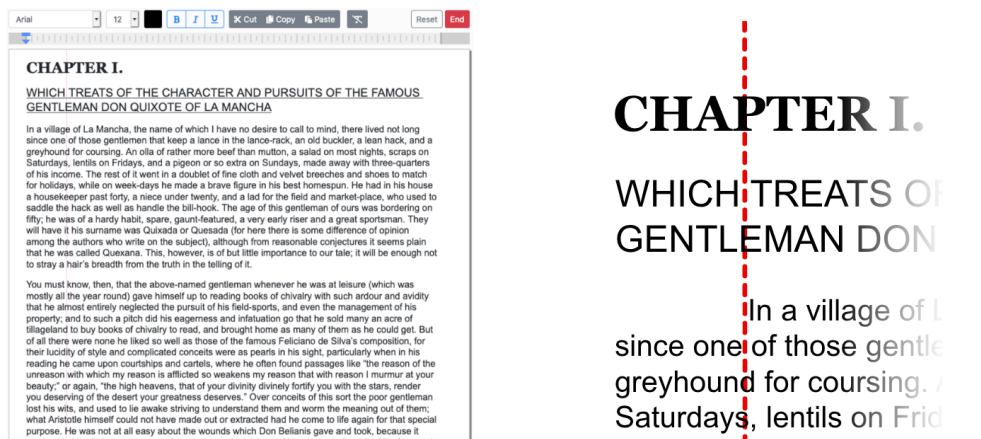 Arial 12 B I U Cut Copy Paste Reset End
CHAPTER I.
WHICH TREATS OF THE CHARACTER AND PURSUITS OF THE FAMOUS
GENTLEMAN DON QUIXOTE OF LA MANCHA
In a village of La Mancha, the name of which I have no desire to call to mind, there lived not long
since one of those gentlemen that keep a lance in the lance-rack, an old buckler, a lean hack, and a
greyhound for coursing. An olla of rather more beef than mutton, a salad on most nights, scraps on
Saturdays, lentils on Fridays, and a pigeon or so extra on Sundays, made away with three-quarters
of his income. The rest of it went in a doublet of fine cloth and velvet breeches and shoes to match
for holidays, while on week-days he made a brave figure in his best homespun. He had in his house
a housekeeper past forty, a niece under twenty, and a lad for the field and market-place, who used to
saddle the hack as well as handle the bill-hook. The age of this gentleman of ours was bordering on
fifty; he was of a hardy habit, spare, gaunt-featured, a very early riser and a great sportsman. They
will have it his surname was Quixada or Quesada (for here there is some difference of opinion
among the authors who write on the subject), although from reasonable conjectures it seems plain
that he was called Quexana. This, however, is of but little importance to our tale; it will be enough not
to stray a hair's breadth from the truth in the telling of it.
You must know, then, that the above-named gentleman whenever he was at leisure (which was
mostly all the year round) gave himself up to reading books of chivalry with such ardour and avidity
that he almost entirely neglected the pursuit of his field-sports, and even the management of his
property; and to such a pitch did his eagerness and infatuation go that he sold many an acre of
tillageland to buy books of chivalry to read, and brought home as many of them as he could get. But
of all there were none he liked so well as those of the famous Feliciano de Silva's composition, for
their lucidity of style and complicated conceits were as pearls in his sight, particularly when in his
reading he came upon courtships and cartels, where he often found passages like “the reason of the
unreason with which my reason is afflicted so weakens my reason that with reason I murmur at your
beauty;” or again, “the high heavens, that of your divinity divinely fortify you with the stars, render
you deserving of the desert your greatness deserves.” Over conceits of this sort the poor gentleman
lost his wits, and used to lie awake striving to understand them and worm the meaning out of them;
what Aristotle himself could not have made out or extracted had he come to life again for that special
purpose. He was not at all easy about the wounds which Don Belianis gave and took, because it
CHAPTER I.
WHICH TREATS OF
GENTLEMAN DON
In a village of L
since one of those gentle
greyhound for coursing. A
Saturdays, lentils on Frid